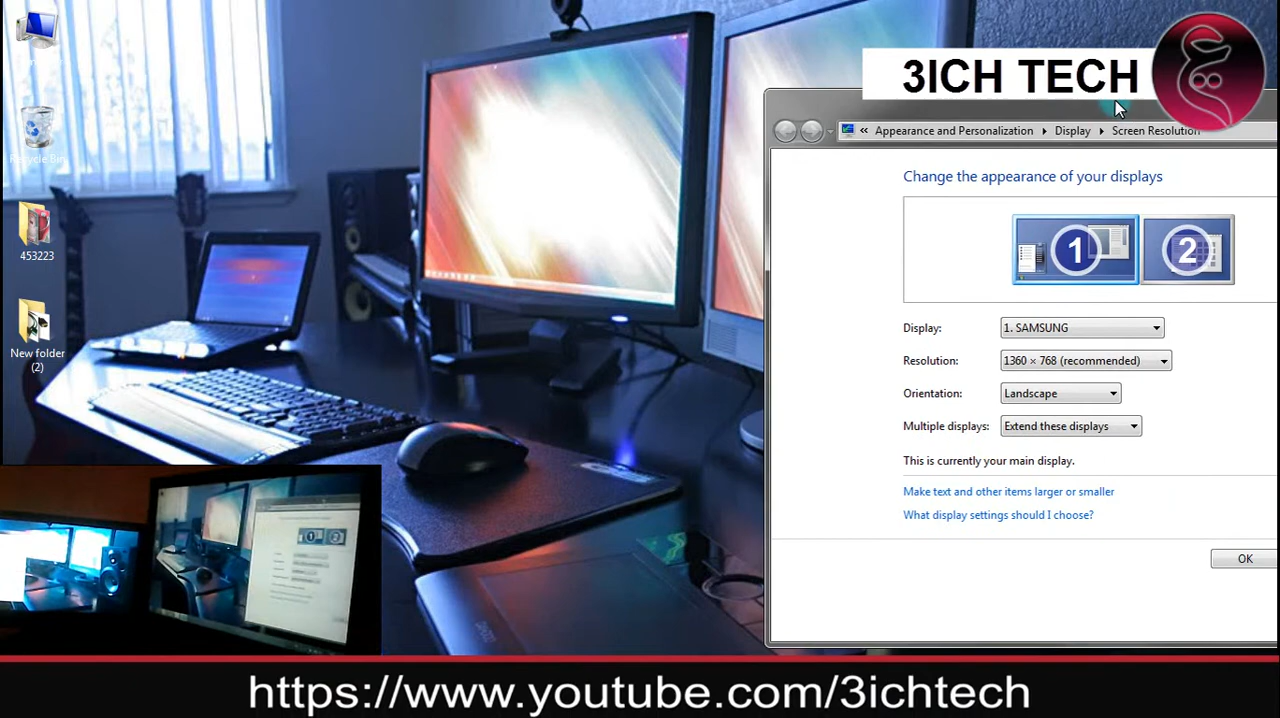 3ICH TECH
Recycle Bin
453223
New folder
(2)
« Appearance and Personalization Display Screen Resolution
Change the appearance of your displays
1 2
Display: 1. SAMSUNG
Resolution: 1360 × 768 (recommended)
Orientation: Landscape
Multiple displays: Extend these displays
This is currently your main display.
Make text and other items larger or smaller
What display settings should I choose?
OK
https://www.youtube.com/3ichtech